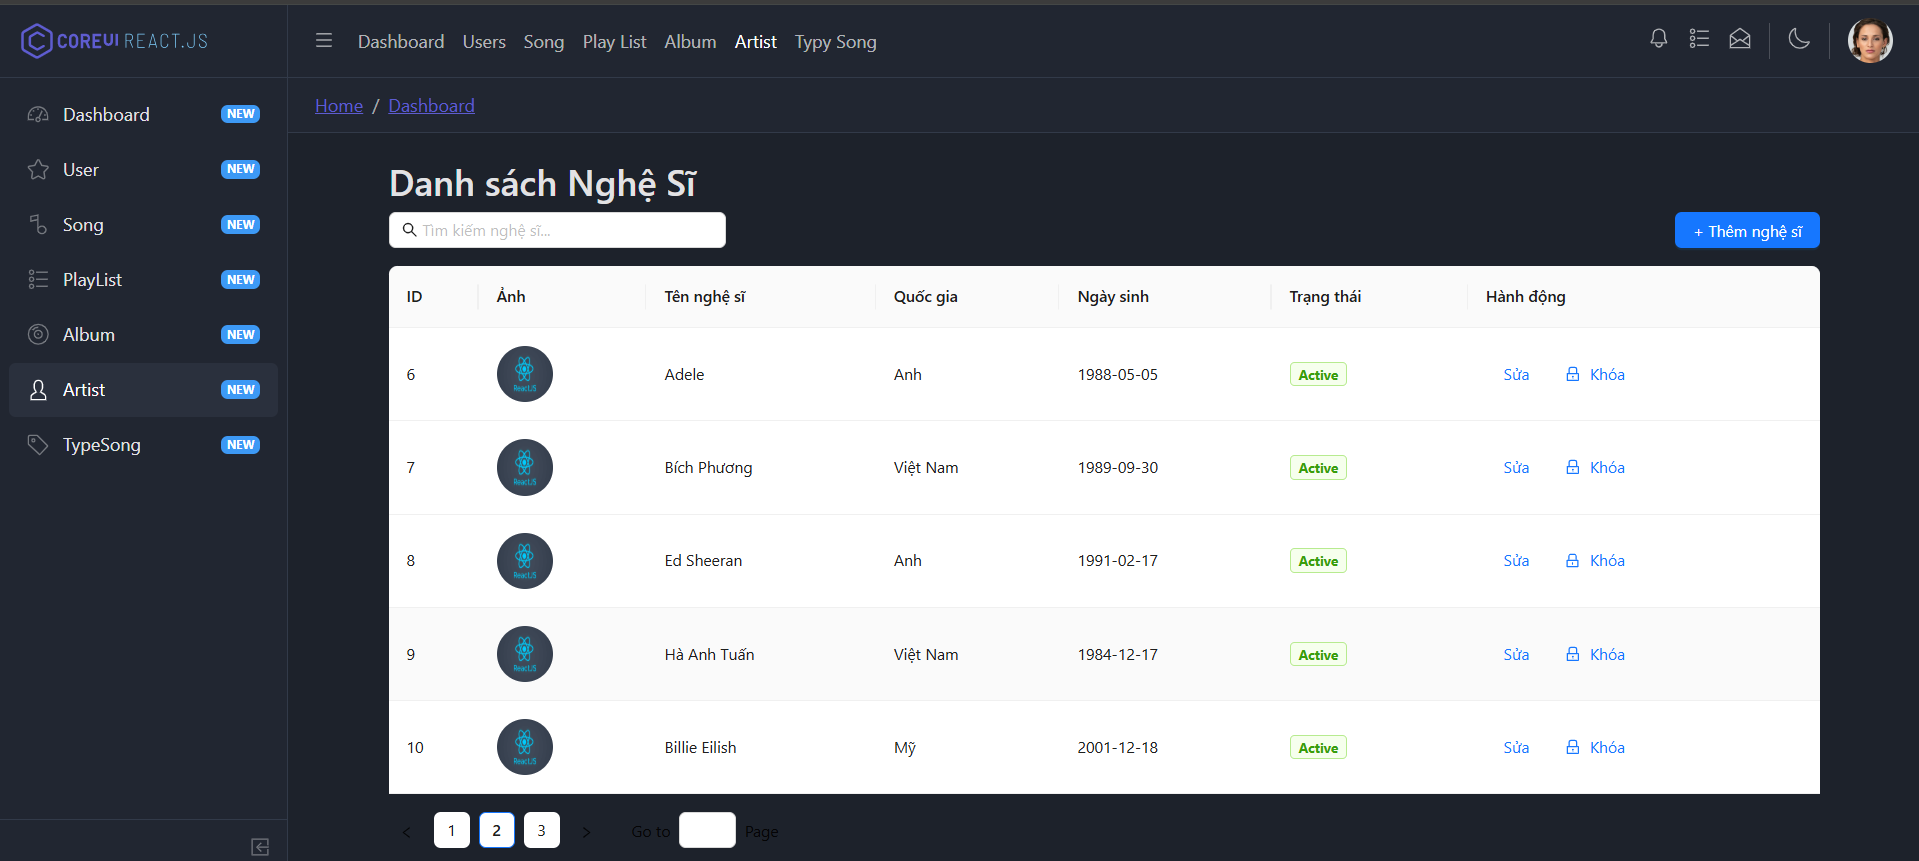 COREUI REACT.JS
Dashboard Users Song Play List Album Artist Typy Song
Home / Dashboard
Dashboard NEW
User NEW
Song NEW
PlayList NEW
Album NEW
Artist NEW
TypeSong NEW
Danh sách Nghệ Sĩ
Tìm kiếm nghệ sĩ...
+ Thêm nghệ sĩ
ID Ảnh Tên nghệ sĩ Quốc gia Ngày sinh Trạng thái Hành động
6 ReactJS Adele Anh 1988-05-05 Active Sửa Khóa
7 ReactJS Bích Phương Việt Nam 1989-09-30 Active Sửa Khóa
8 ReactJS Ed Sheeran Anh 1991-02-17 Active Sửa Khóa
9 ReactJS Hà Anh Tuấn Việt Nam 1984-12-17 Active Sửa Khóa
10 ReactJS Billie Eilish Mỹ 2001-12-18 Active Sửa Khóa
< 1 2 3 > Go to Page